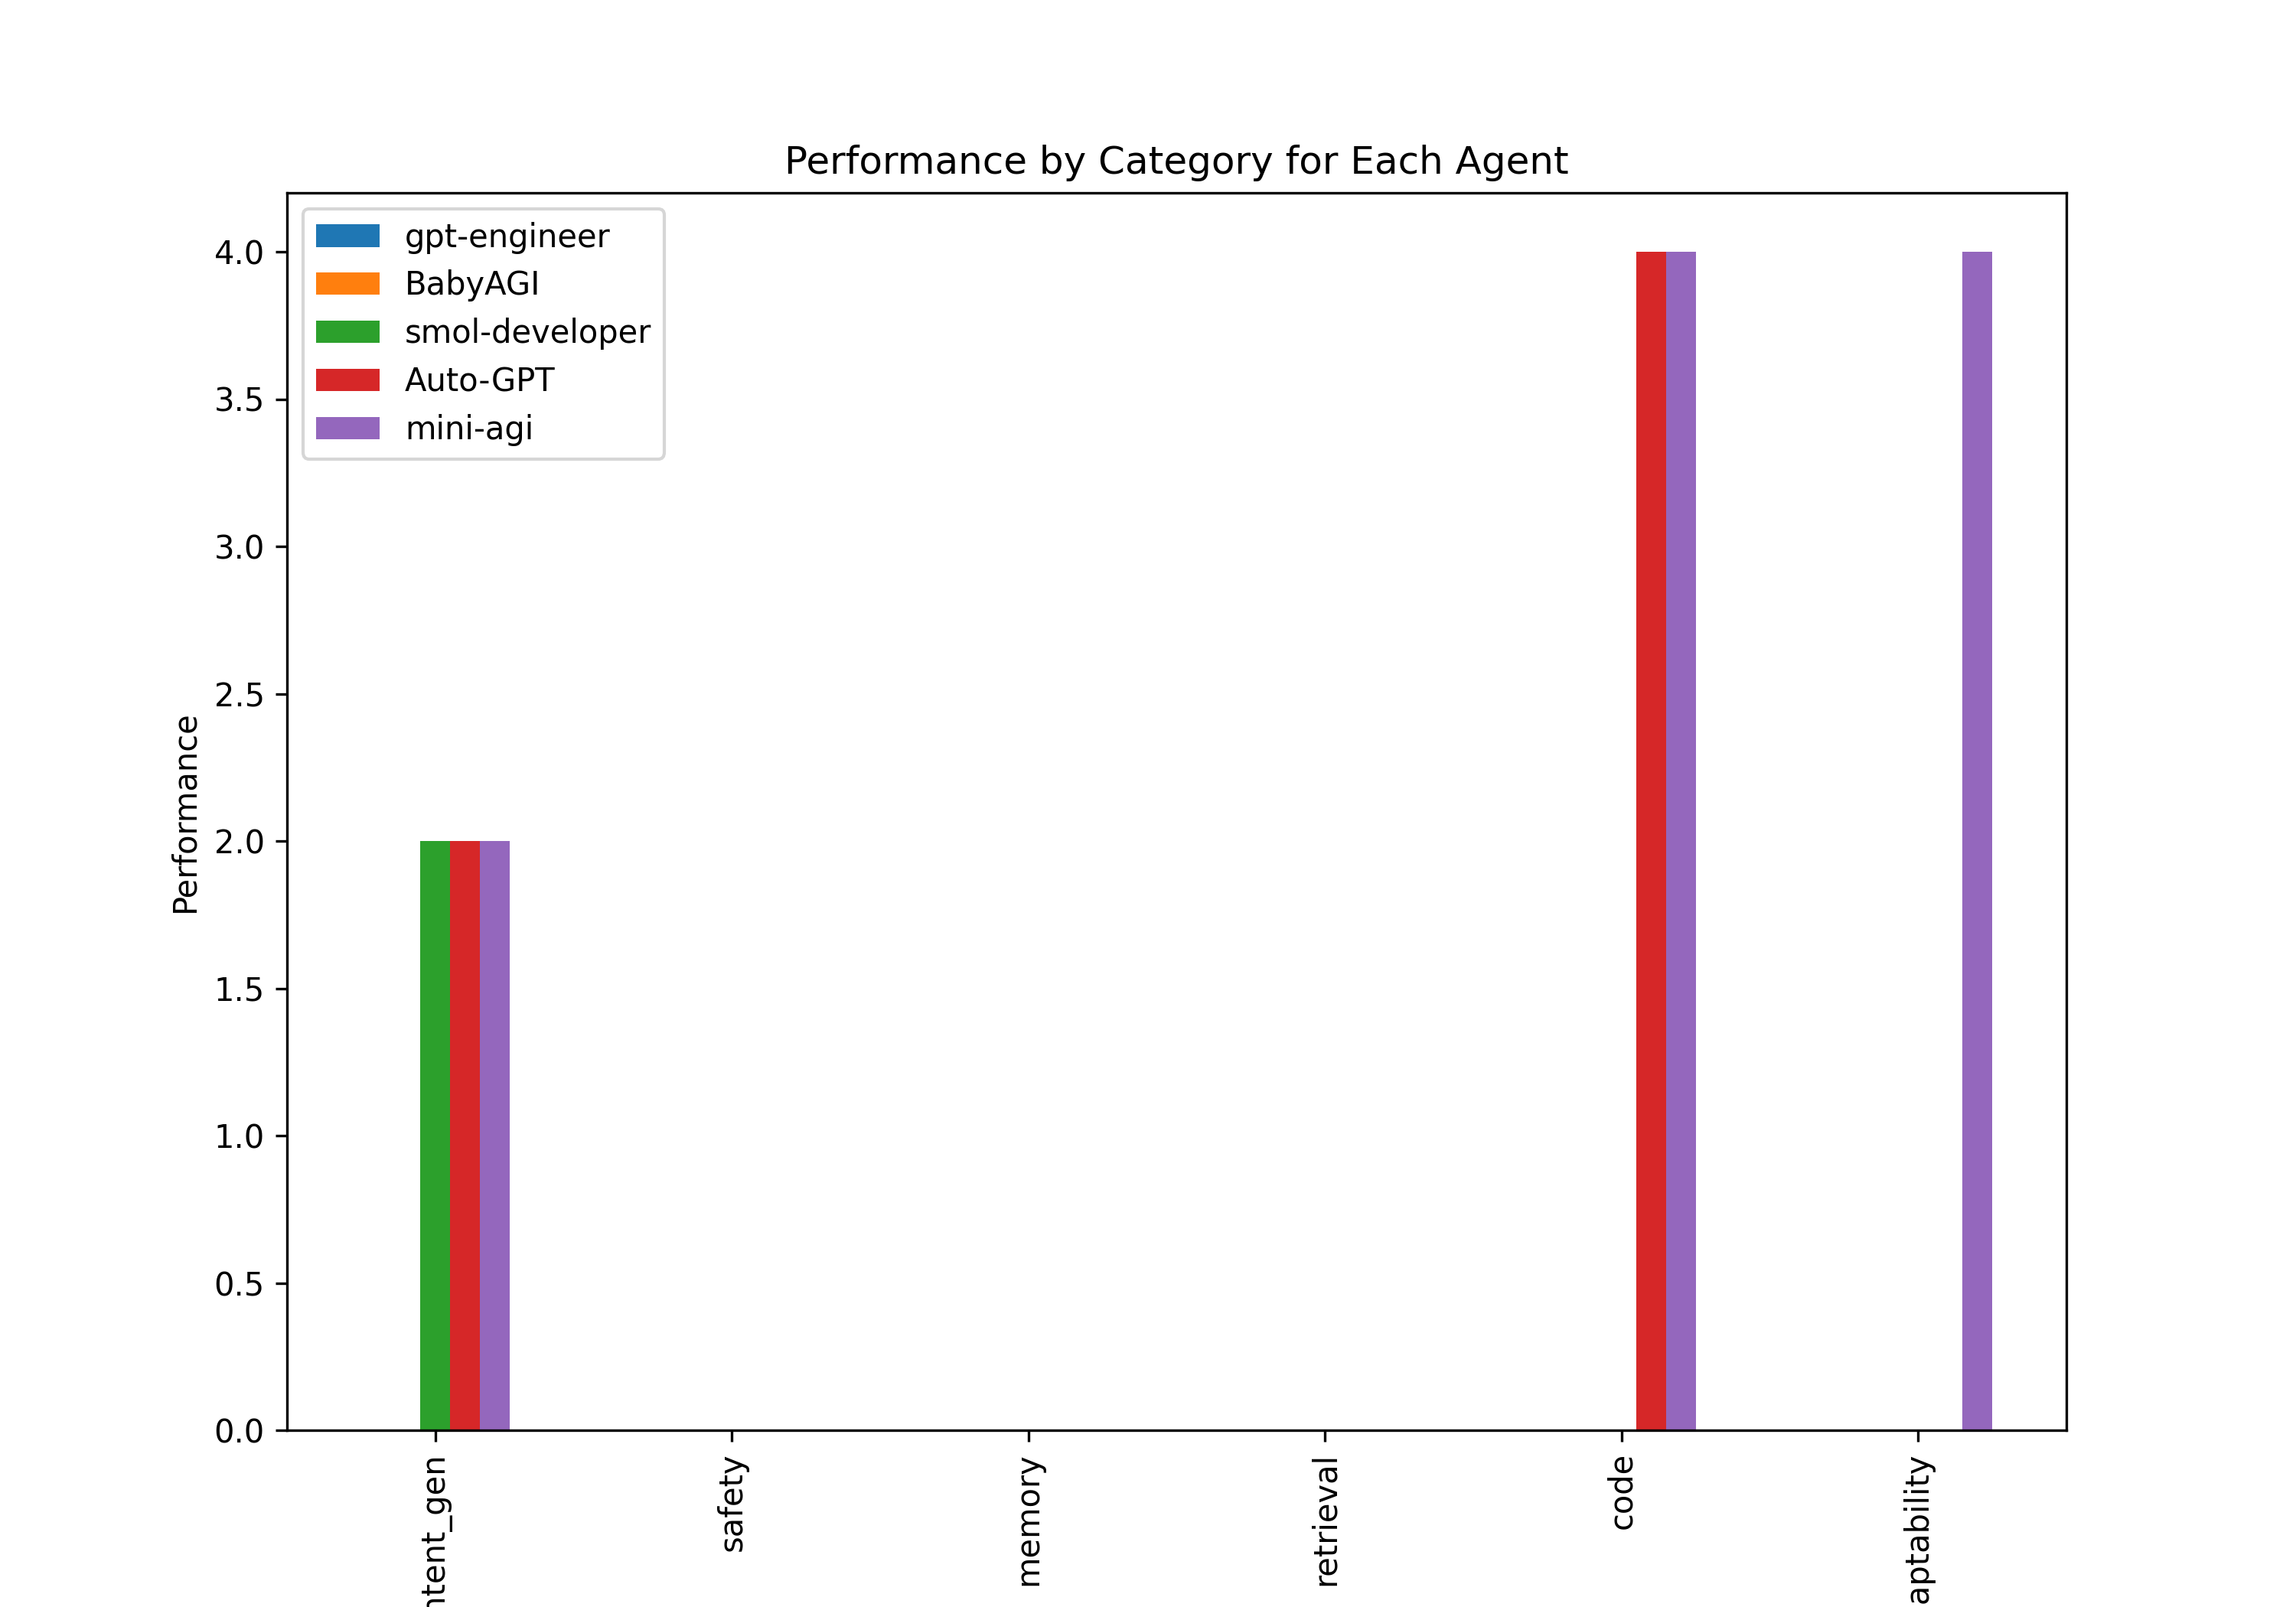 Performance by Category for Each Agent
gpt-engineer
BabyAGI
smol-developer
Auto-GPT
mini-agi
4.0
3.5
3.0
2.5
2.0
1.5
1.0
0.5
0.0
Performance
ntent_gen
safety
memory
retrieval
code
aptability